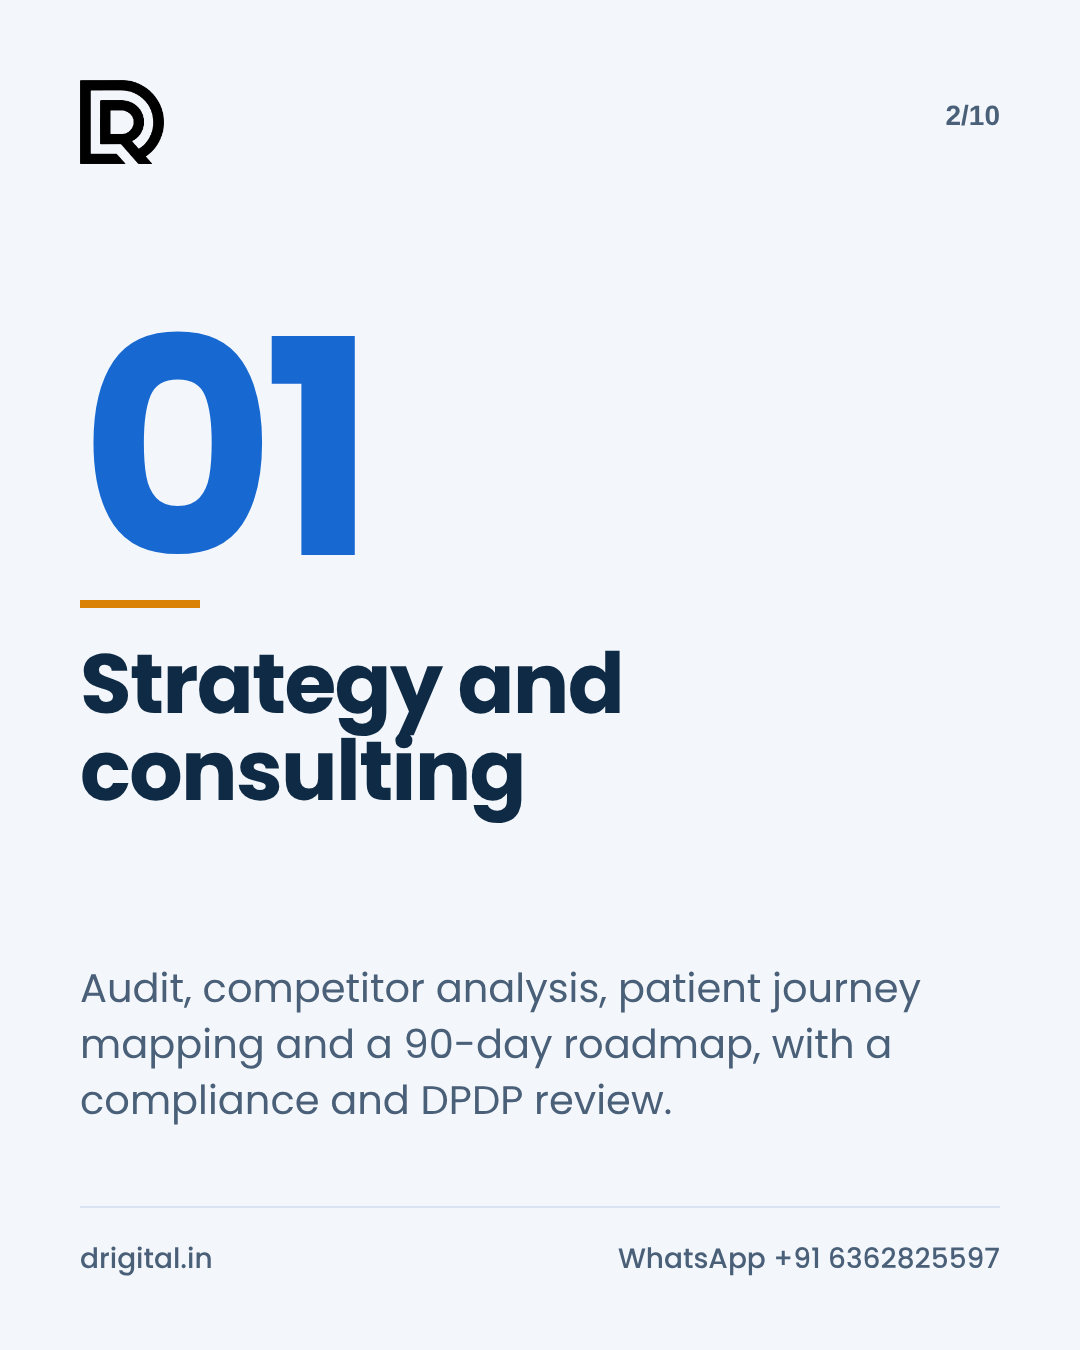 2/10
01
Strategy and
consulting
Audit, competitor analysis, patient journey
mapping and a 90-day roadmap, with a
compliance and DPDP review.
drigital.in
WhatsApp +91 6362825597